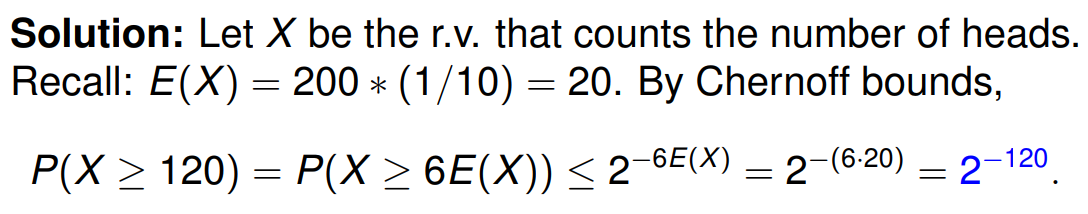 Solution: Let X be the r.v. that counts the number of heads.
Recall: E(X) = 200 ∗ (1/10) = 20. By Chernoff bounds,
P(X ≥ 120) = P(X ≥ 6E(X)) ≤ 2^{−6E(X)} = 2^{−(6·20)} = 2^{−120}.